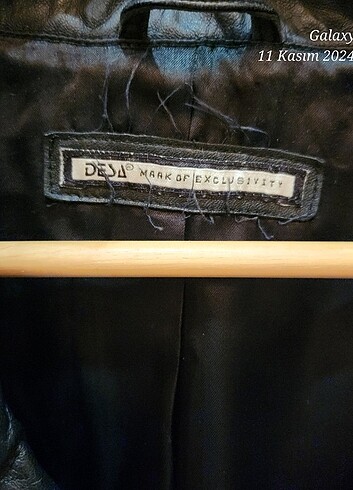 Galaxy
11 Kasım 2024
DESA® MARK OF EXCLUSIVITY